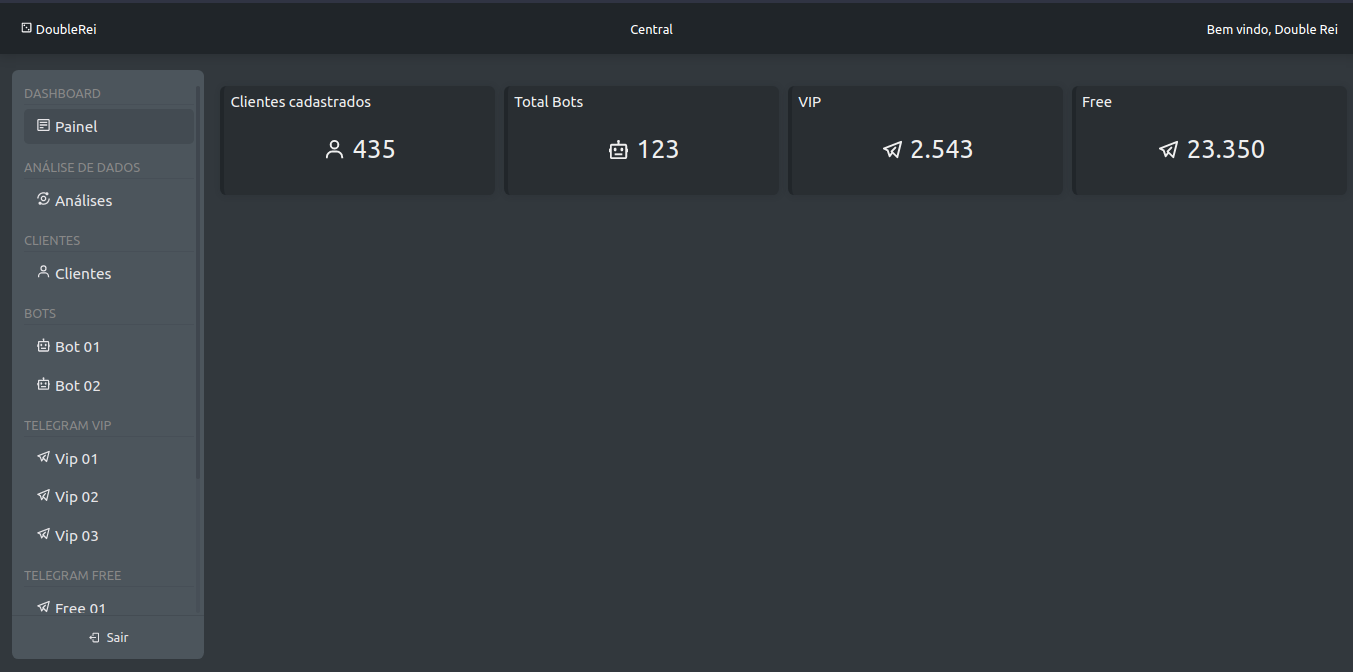 DoubleRei
Central
Bem vindo, Double Rei
DASHBOARD
Painel
ANÁLISE DE DADOS
Análises
CLIENTES
Clientes
BOTS
Bot 01
Bot 02
TELEGRAM VIP
Vip 01
Vip 02
Vip 03
TELEGRAM FREE
Free 01
Sair
Clientes cadastrados
435
Total Bots
123
VIP
2.543
Free
23.350